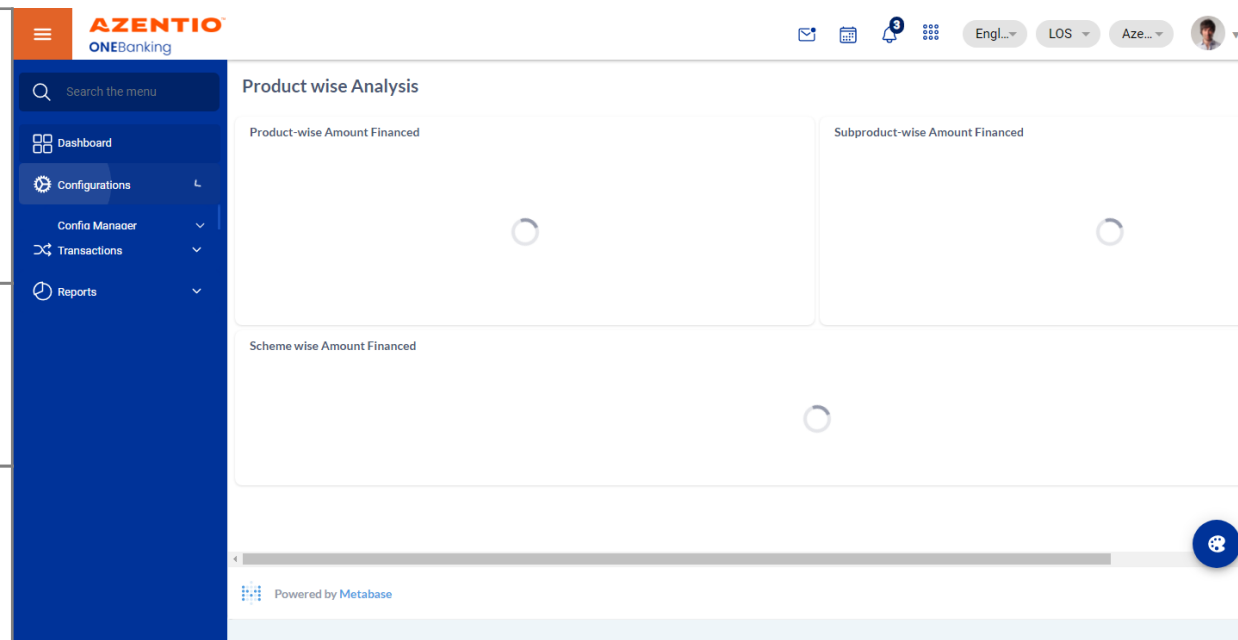 AZENTIO
ONEBanking
3
Engl...
LOS
Aze...
Search the menu
Dashboard
Configurations
Config Manager
Transactions
Reports
Product wise Analysis
Product-wise Amount Financed
Subproduct-wise Amount Financed
Scheme wise Amount Financed
Powered by Metabase